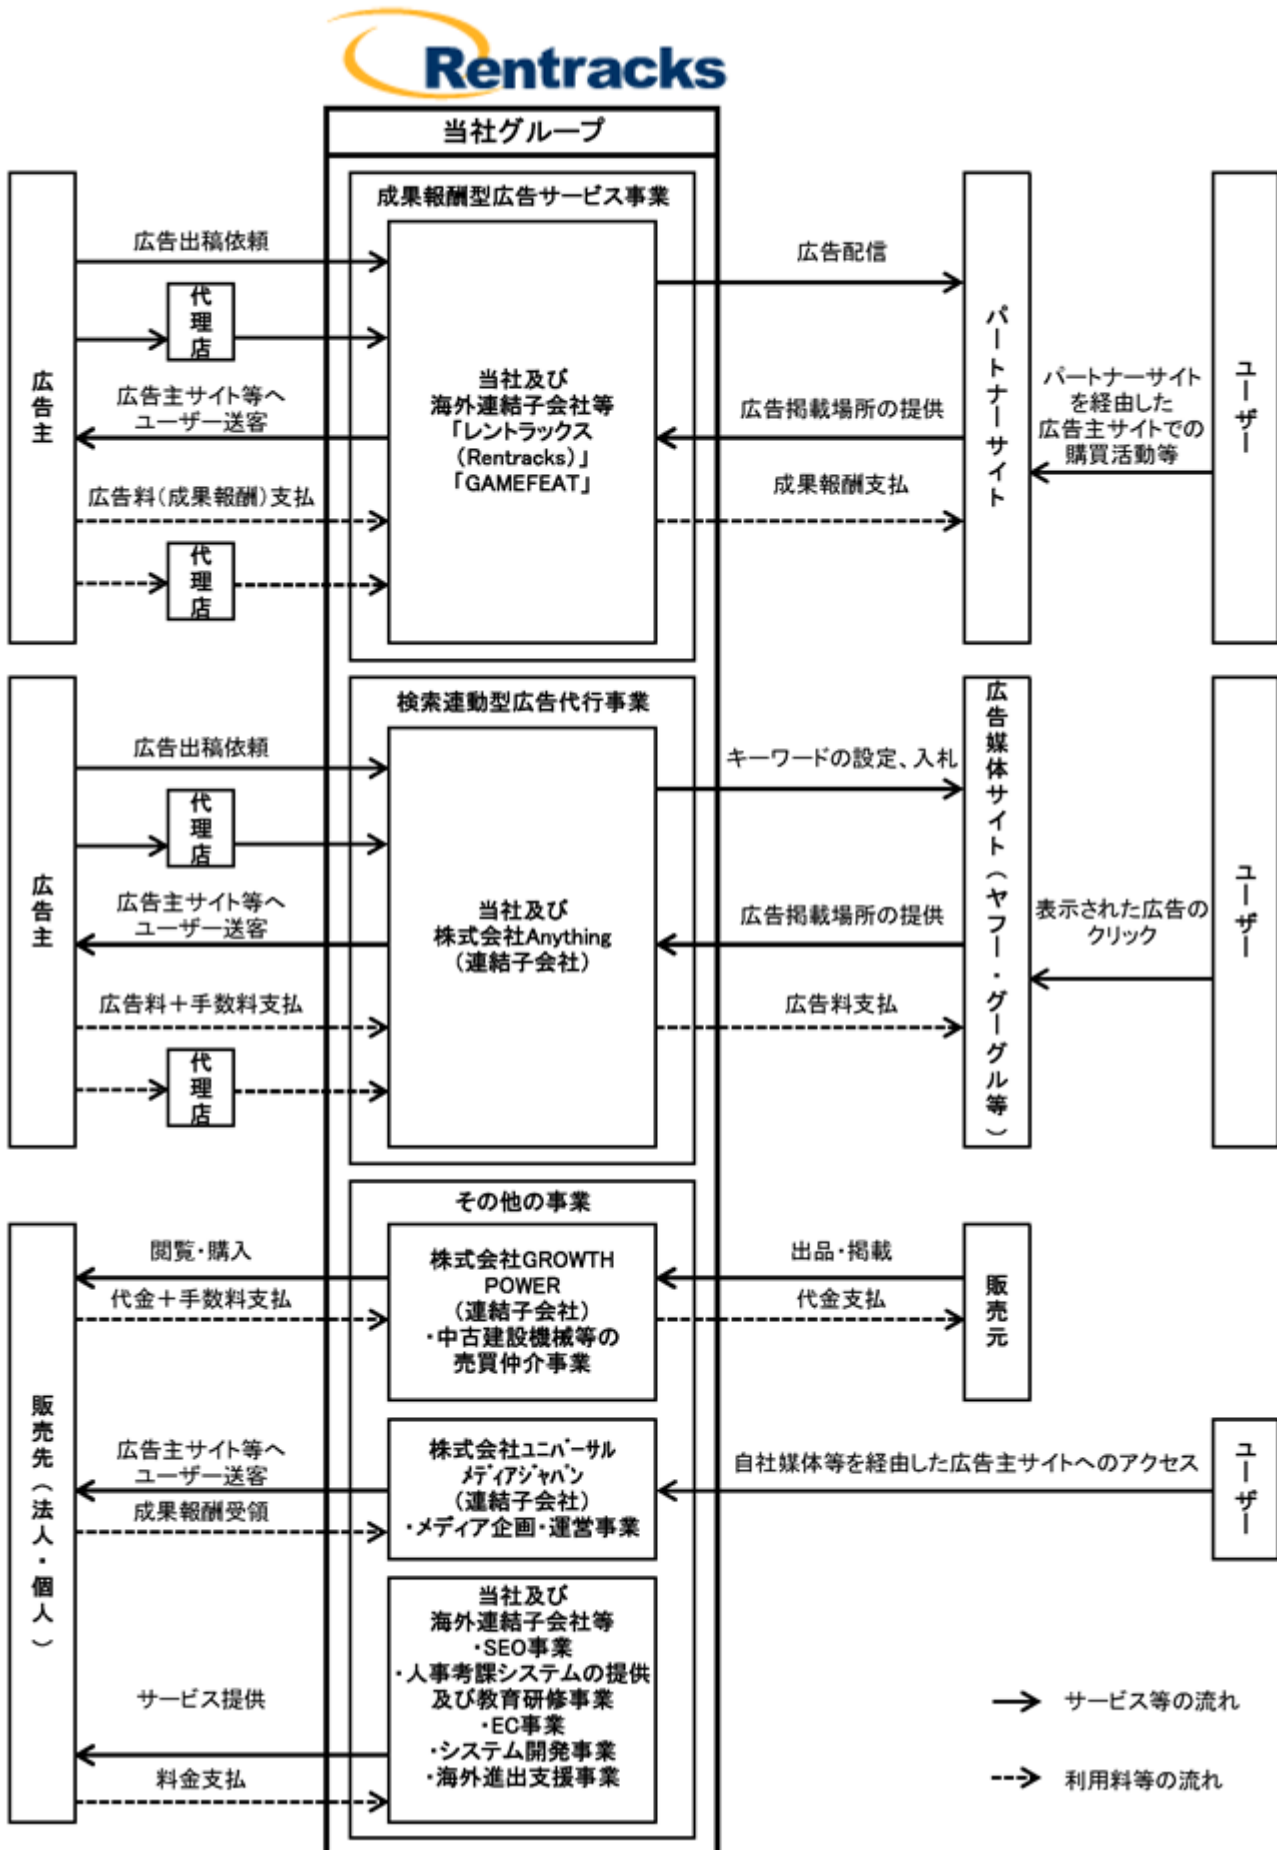 Rentracks
当社グループ
成果報酬型広告サービス事業
広告主
広告出稿依頼
代理店
広告主サイト等へ
ユーザー送客
広告料(成果報酬)支払
代理店
当社及び
海外連結子会社等
「レントラックス
(Rentracks)」
「GAMEFEAT」
広告配信
広告掲載場所の提供
成果報酬支払
パートナーサイト
パートナーサイト
を経由した
広告主サイトでの
購買活動等
ユーザー
検索連動型広告代行事業
広告主
広告出稿依頼
代理店
広告主サイト等へ
ユーザー送客
広告料+手数料支払
代理店
当社及び
株式会社Anything
(連結子会社)
キーワードの設定、入札
広告掲載場所の提供
広告料支払
広告媒体サイト(ヤフー・グーグル等)
表示された広告の
クリック
ユーザー
その他の事業
販売先(法人・個人)
閲覧・購入
代金+手数料支払
株式会社GROWTH
POWER
(連結子会社)
・中古建設機械等の
売買仲介事業
出品・掲載
代金支払
販売元
広告主サイト等へ
ユーザー送客
成果報酬受領
株式会社ユニバーサル
メディアジャパン
(連結子会社)
・メディア企画・運営事業
自社媒体等を経由した広告主サイトへのアクセス
ユーザー
サービス提供
料金支払
当社及び
海外連結子会社等
・SEO事業
・人事考課システムの提供
及び教育研修事業
・EC事業
・システム開発事業
・海外進出支援事業
サービス等の流れ
利用料等の流れ